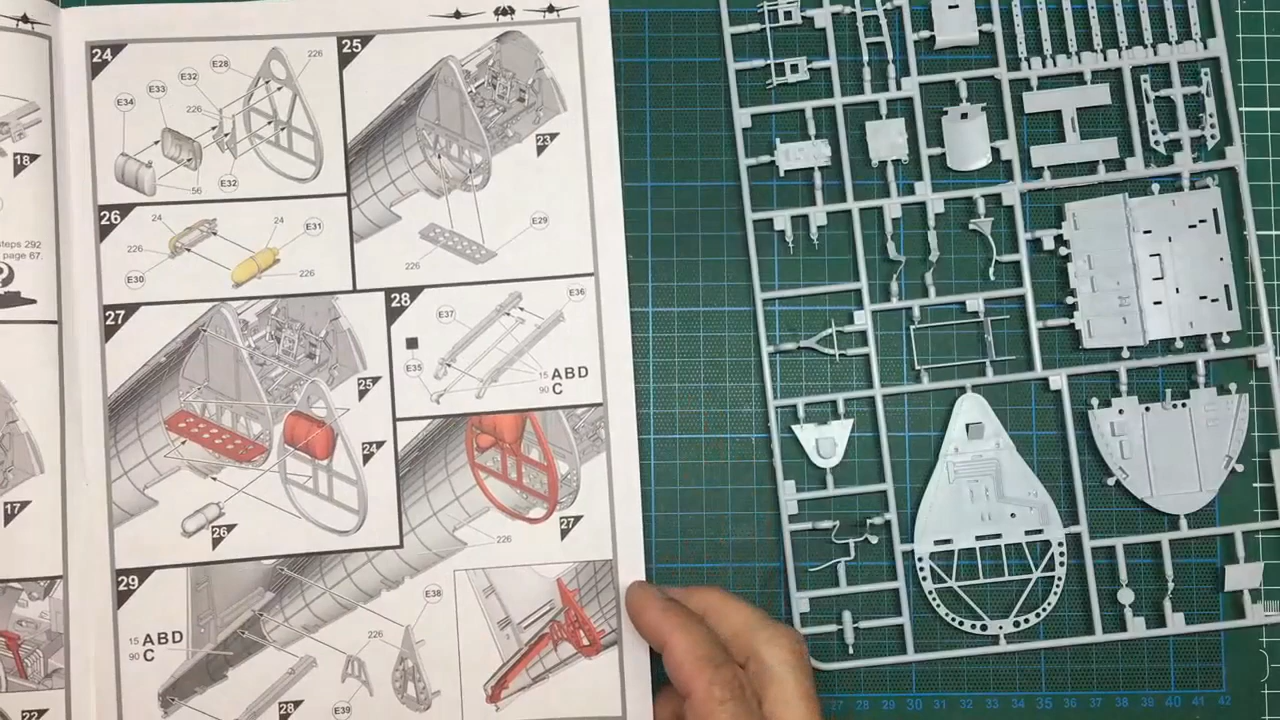 24
226
E28
E32
E33
226
E34
56
E32
25
23
E29
226
26
24
24
E31
226
E30
226
18
steps 292
page 67.
?
27
25
24
26
28
E36
E37
E35
15 ABD
90 C
27
226
17
29
15 ABD
90 C
E38
226
E39
28
22
27 28 29 30 31 32 33 34 35 36 37 38 39 40 41 42